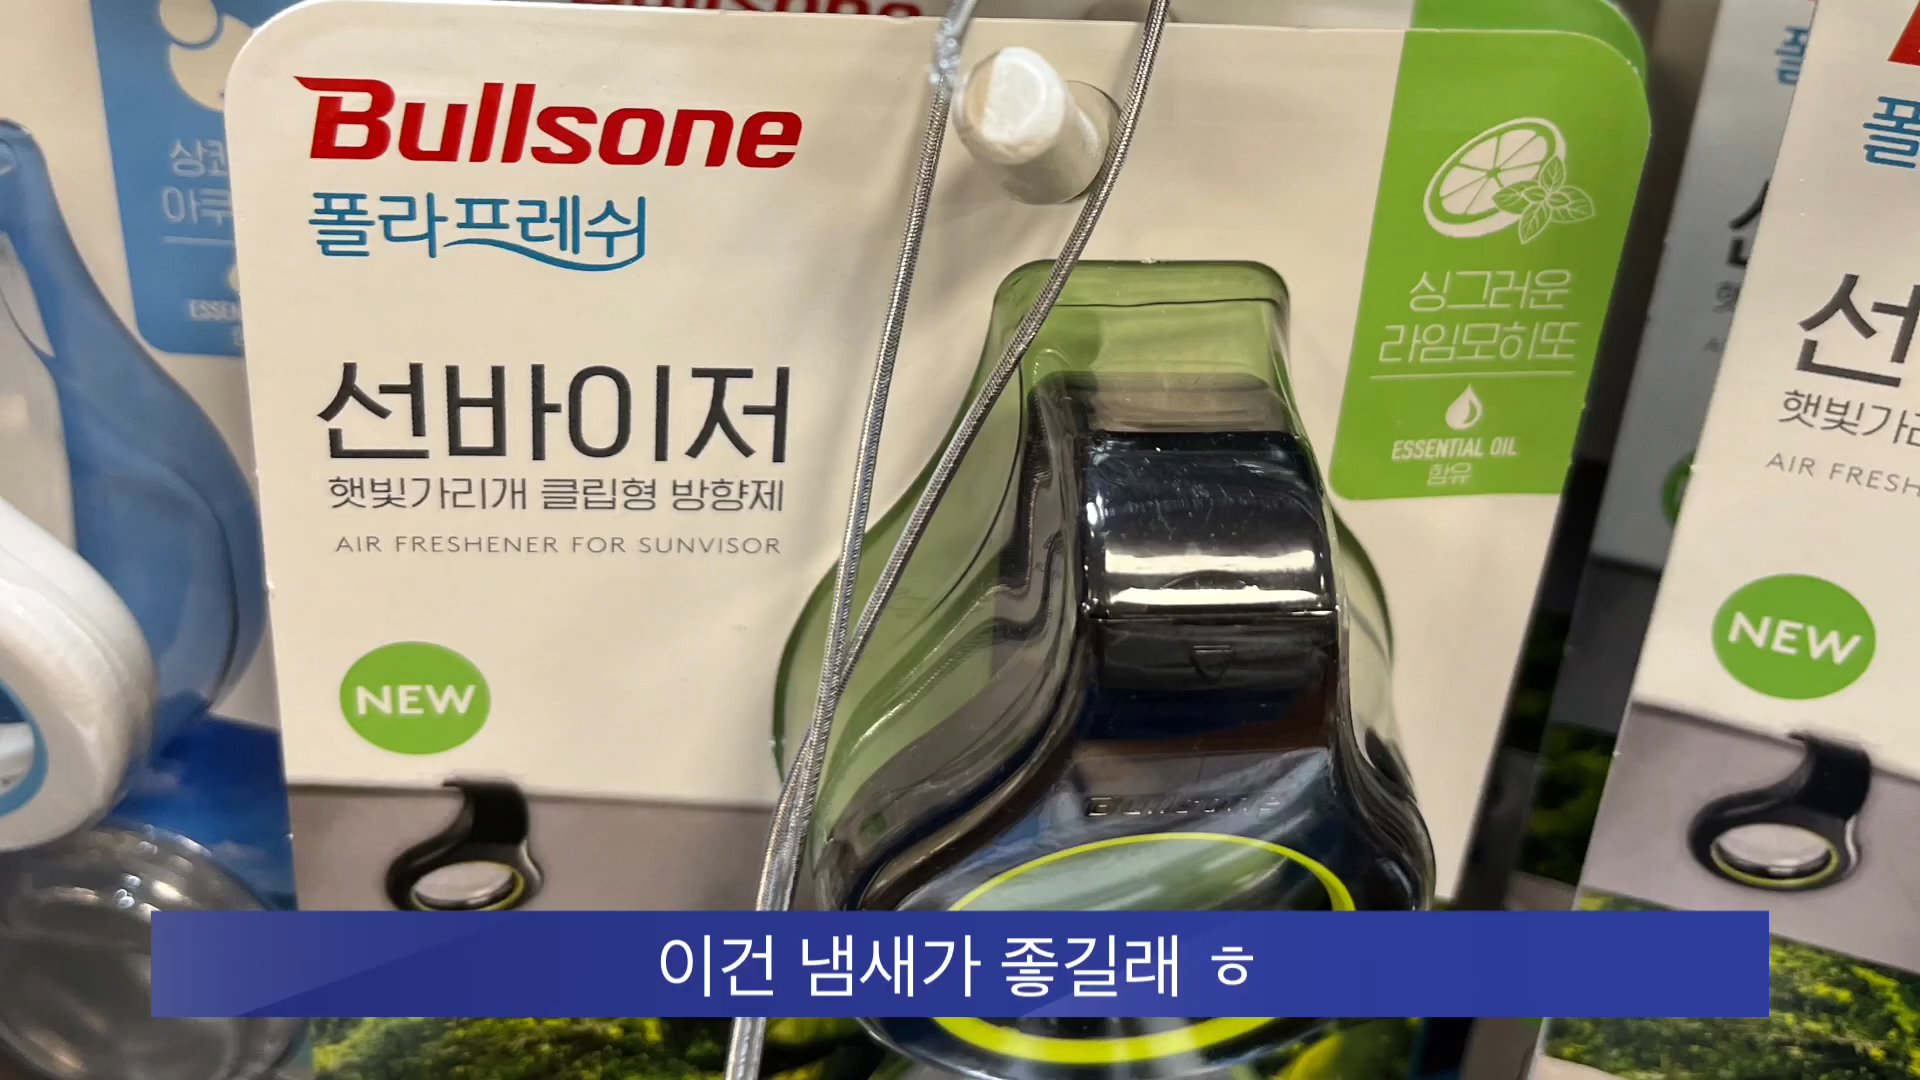 Bullsone
폴라프레쉬
선바이저
햇빛가리개 클립형 방향제
AIR FRESHENER FOR SUNVISOR
NEW
싱그러운
라임모히또
ESSENTIAL OIL
함유
Bullsone
선
햇빛가
AIR FRESH
NEW
이건 냄새가 좋길래 ㅎ